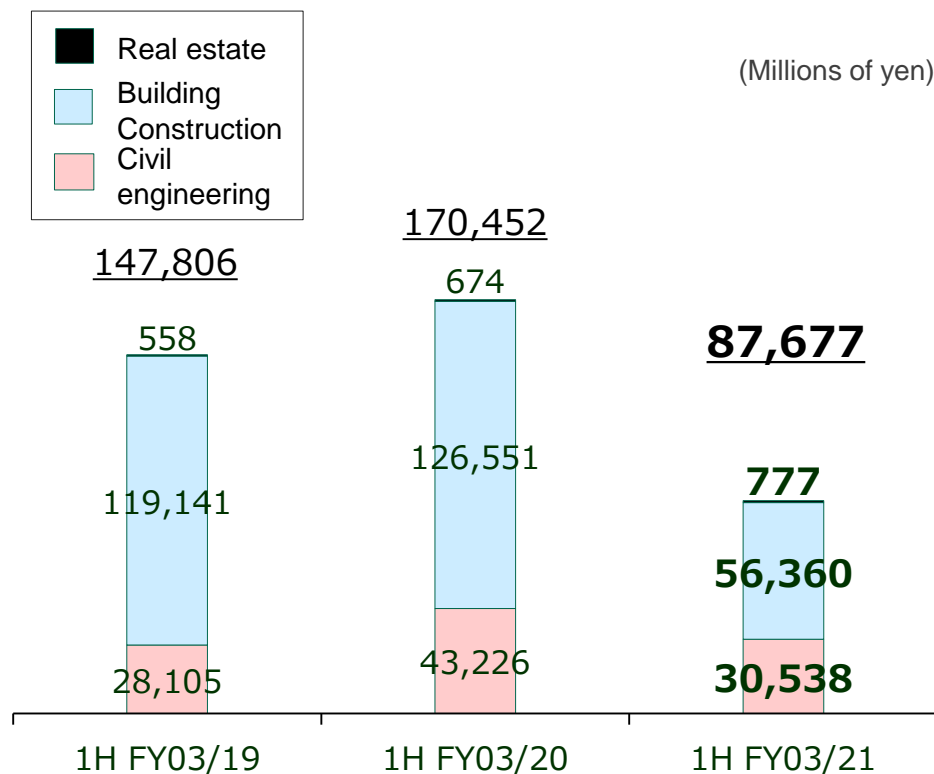 Real estate
Building
Construction
Civil
engineering
(Millions of yen)
147,806
170,452
87,677
558
674
777
119,141
126,551
56,360
28,105
43,226
30,538
1H FY03/19
1H FY03/20
1H FY03/21